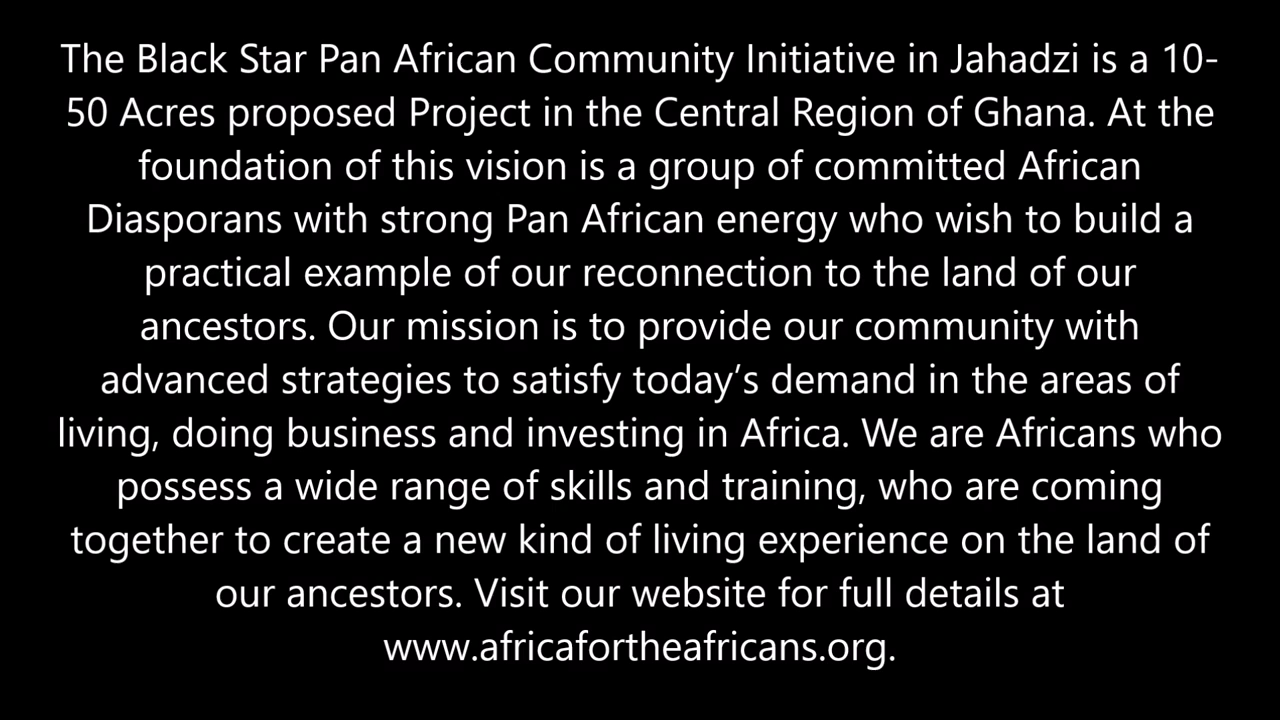 The Black Star Pan African Community Initiative in Jahadzi is a 10-
50 Acres proposed Project in the Central Region of Ghana. At the
foundation of this vision is a group of committed African
Diasporans with strong Pan African energy who wish to build a
practical example of our reconnection to the land of our
ancestors. Our mission is to provide our community with
advanced strategies to satisfy today’s demand in the areas of
living, doing business and investing in Africa. We are Africans who
possess a wide range of skills and training, who are coming
together to create a new kind of living experience on the land of
our ancestors. Visit our website for full details at
www.africafortheafricans.org.